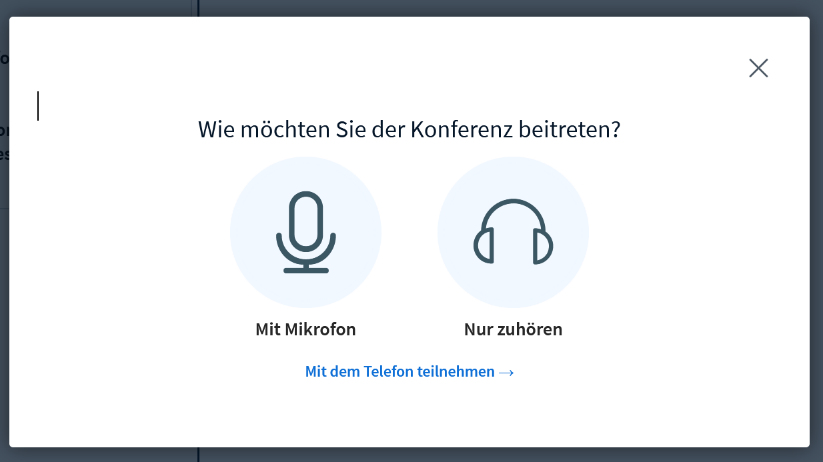 Wie möchten Sie der Konferenz beitreten?
Mit Mikrofon
Nur zuhören
Mit dem Telefon teilnehmen →